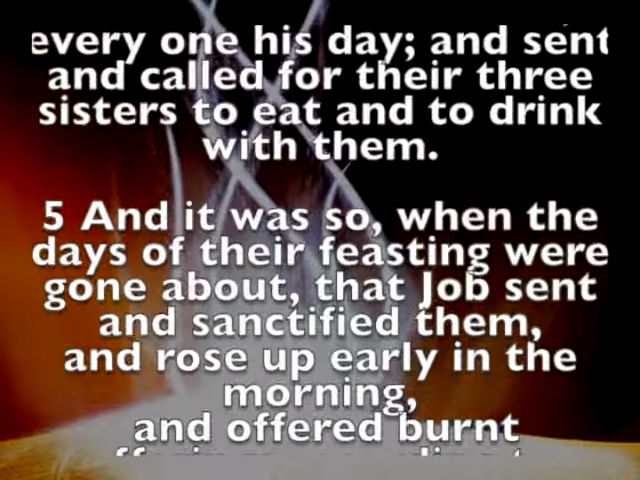 every one his day; and sent
and called for their three
sisters to eat and to drink
with them.
5 And it was so, when the
days of their feasting were
gone about, that Job sent
and sanctified them,
and rose up early in the
morning,
and offered burnt